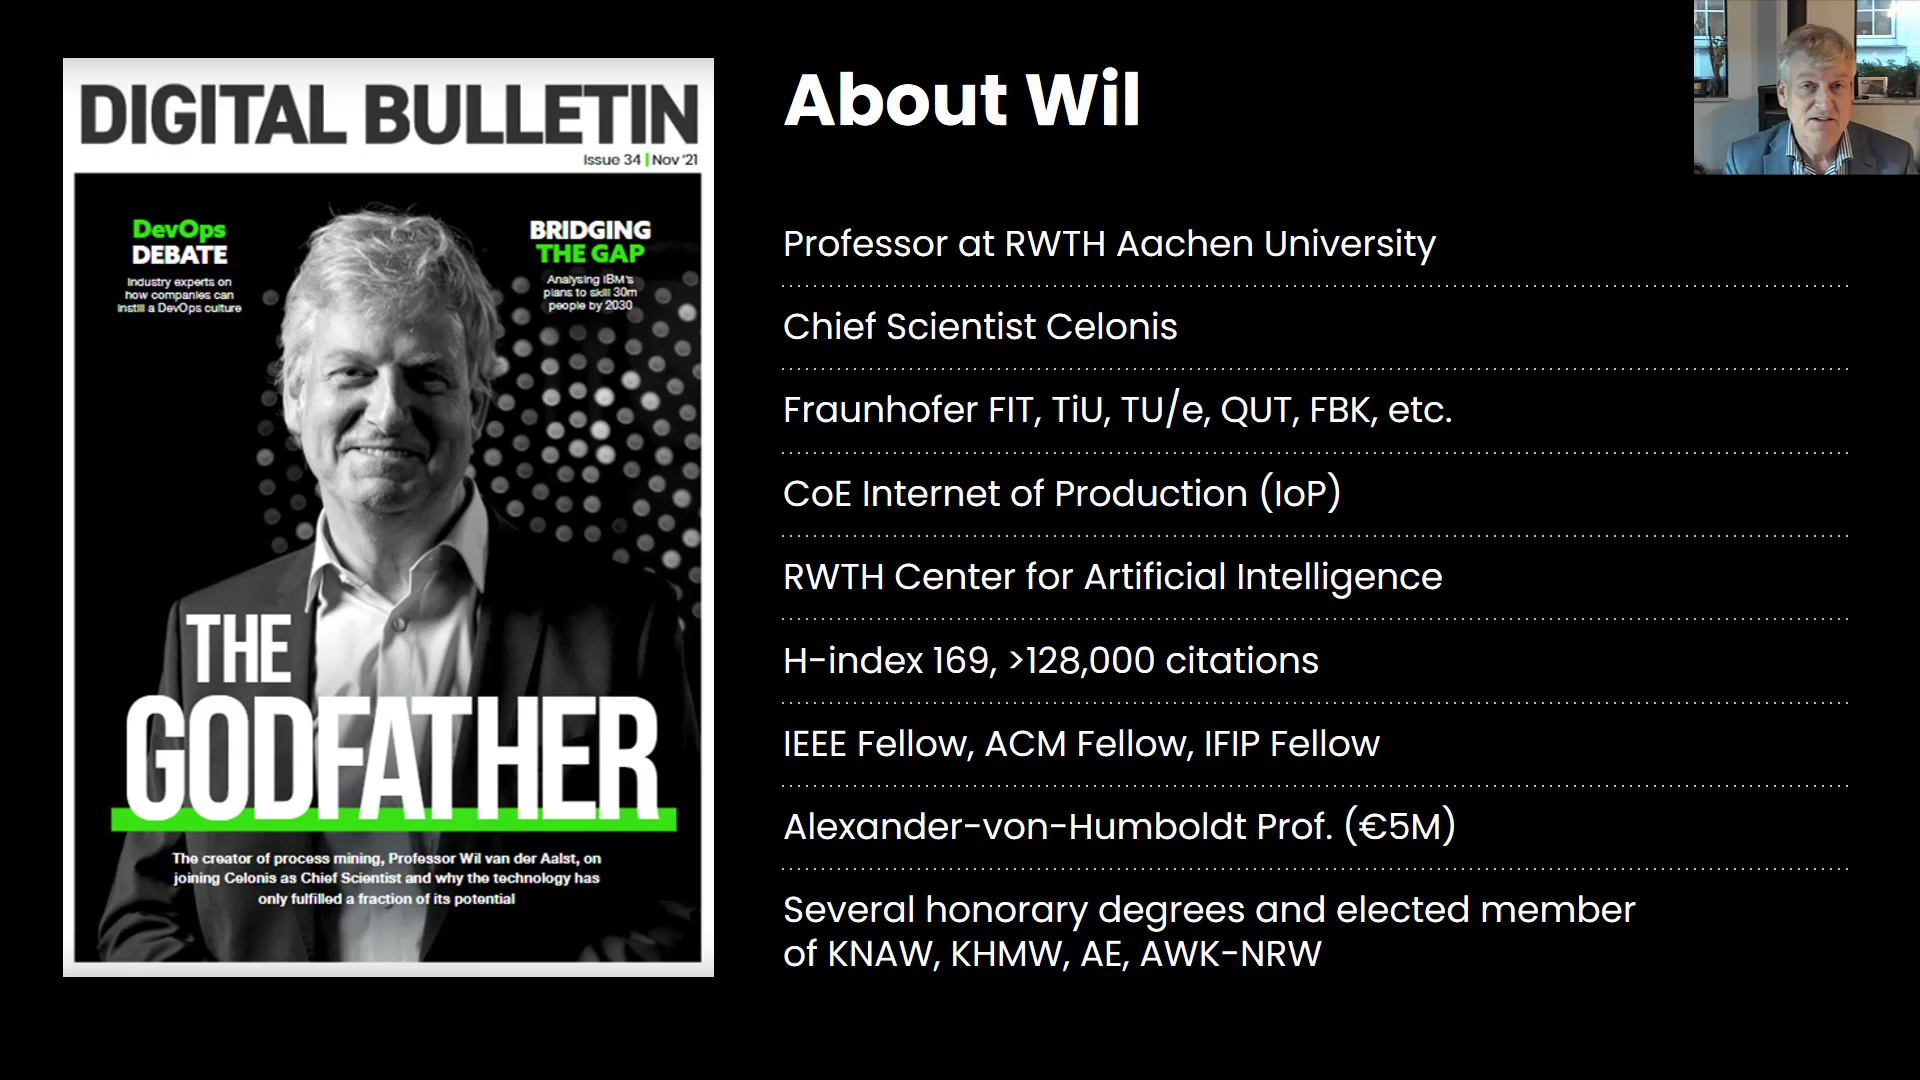 DIGITAL BULLETIN
Issue 34 | Nov '21
DevOps
DEBATE
Industry experts on
how companies can
instill a DevOps culture
BRIDGING
THE GAP
Analysing IBM's
plans to skill 30m
people by 2030
THE
GODFATHER
The creator of process mining, Professor Wil van der Aalst, on
joining Celonis as Chief Scientist and why the technology has
only fulfilled a fraction of its potential
About Wil
Professor at RWTH Aachen University
Chief Scientist Celonis
Fraunhofer FIT, TiU, TU/e, QUT, FBK, etc.
CoE Internet of Production (IoP)
RWTH Center for Artificial Intelligence
H-index 169, >128,000 citations
IEEE Fellow, ACM Fellow, IFIP Fellow
Alexander-von-Humboldt Prof. (€5M)
Several honorary degrees and elected member
of KNAW, KHMW, AE, AWK-NRW